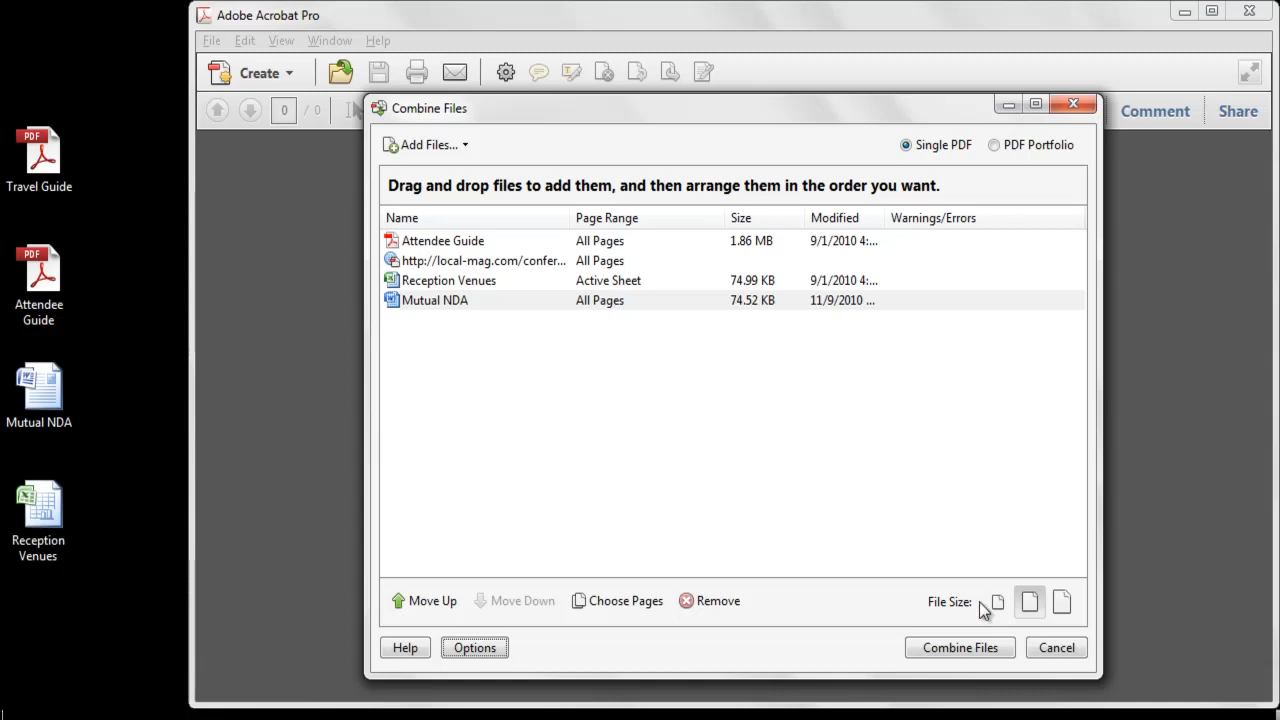 Adobe Acrobat Pro
File Edit View Window Help
Create
0 / 0
Comment Share
Combine Files
Add Files...
Single PDF PDF Portfolio
Drag and drop files to add them, and then arrange them in the order you want.
Name Page Range Size Modified Warnings/Errors
Attendee Guide All Pages 1.86 MB 9/1/2010 4:...
http://local-mag.com/confer... All Pages
Reception Venues Active Sheet 74.99 KB 9/1/2010 4:...
Mutual NDA All Pages 74.52 KB 11/9/2010 ...
Move Up Move Down Choose Pages Remove File Size:
Help Options Combine Files Cancel
PDF
Travel Guide
PDF
Attendee
Guide
Mutual NDA
Reception
Venues